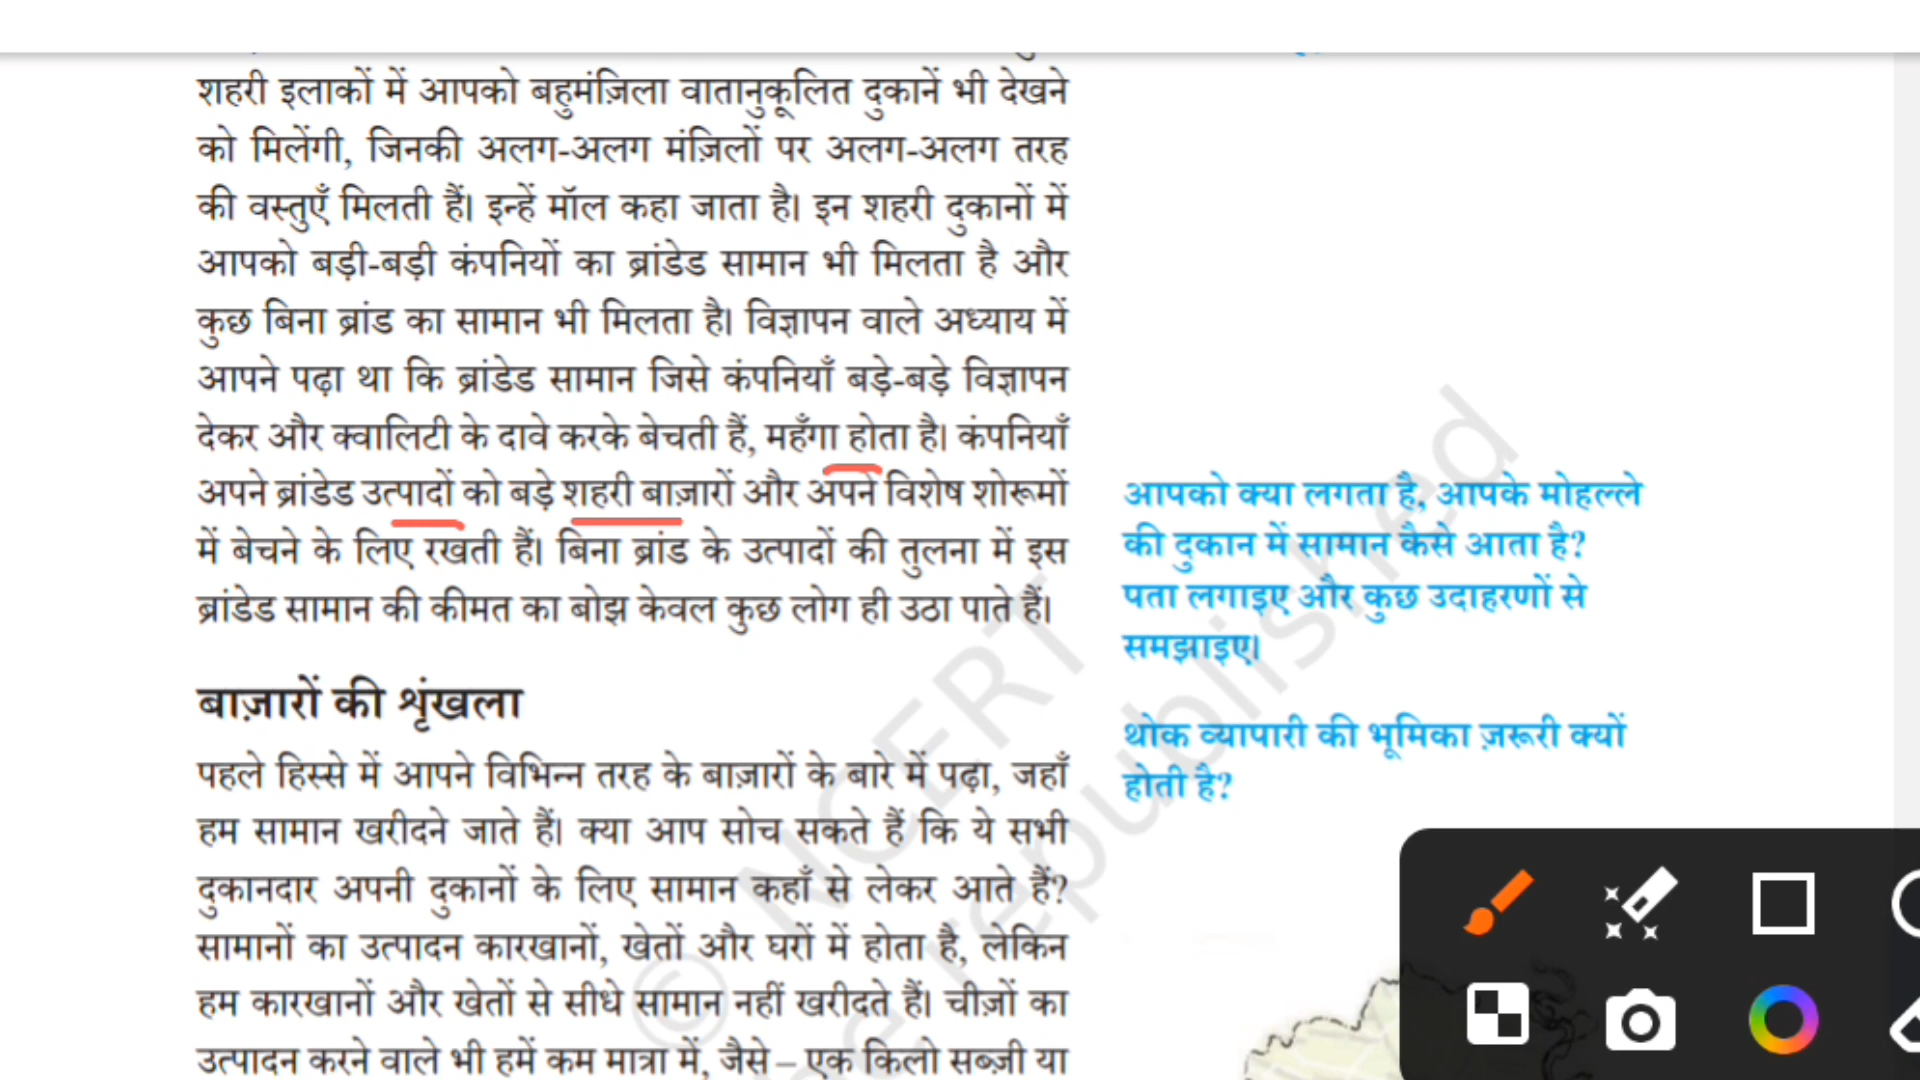 शहरी इलाकों में आपको बहुमंज़िला वातानुकूलित दुकानें भी देखने
को मिलेंगी, जिनकी अलग-अलग मंज़िलों पर अलग-अलग तरह
की वस्तुएँ मिलती हैं। इन्हें मॉल कहा जाता है। इन शहरी दुकानों में
आपको बड़ी-बड़ी कंपनियों का ब्रांडेड सामान भी मिलता है और
कुछ बिना ब्रांड का सामान भी मिलता है। विज्ञापन वाले अध्याय में
आपने पढ़ा था कि ब्रांडेड सामान जिसे कंपनियाँ बड़े-बड़े विज्ञापन
देकर और क्वालिटी के दावे करके बेचती हैं, महँगा होता है। कंपनियाँ
अपने ब्रांडेड उत्पादों को बड़े शहरी बाज़ारों और अपने विशेष शोरूमों
में बेचने के लिए रखती हैं। बिना ब्रांड के उत्पादों की तुलना में इस
ब्रांडेड सामान की कीमत का बोझ केवल कुछ लोग ही उठा पाते हैं।
बाज़ारों की शृंखला
पहले हिस्से में आपने विभिन्न तरह के बाज़ारों के बारे में पढ़ा, जहाँ
हम सामान खरीदने जाते हैं। क्या आप सोच सकते हैं कि ये सभी
दुकानदार अपनी दुकानों के लिए सामान कहाँ से लेकर आते हैं?
सामानों का उत्पादन कारखानों, खेतों और घरों में होता है, लेकिन
हम कारखानों और खेतों से सीधे सामान नहीं खरीदते हैं। चीज़ों का
उत्पादन करने वाले भी हमें कम मात्रा में, जैसे – एक किलो सब्ज़ी या
आपको क्या लगता है, आपके मोहल्ले
की दुकान में सामान कैसे आता है?
पता लगाइए और कुछ उदाहरणों से
समझाइए।
थोक व्यापारी की भूमिका ज़रूरी क्यों
होती है?
© NCERT
be republished